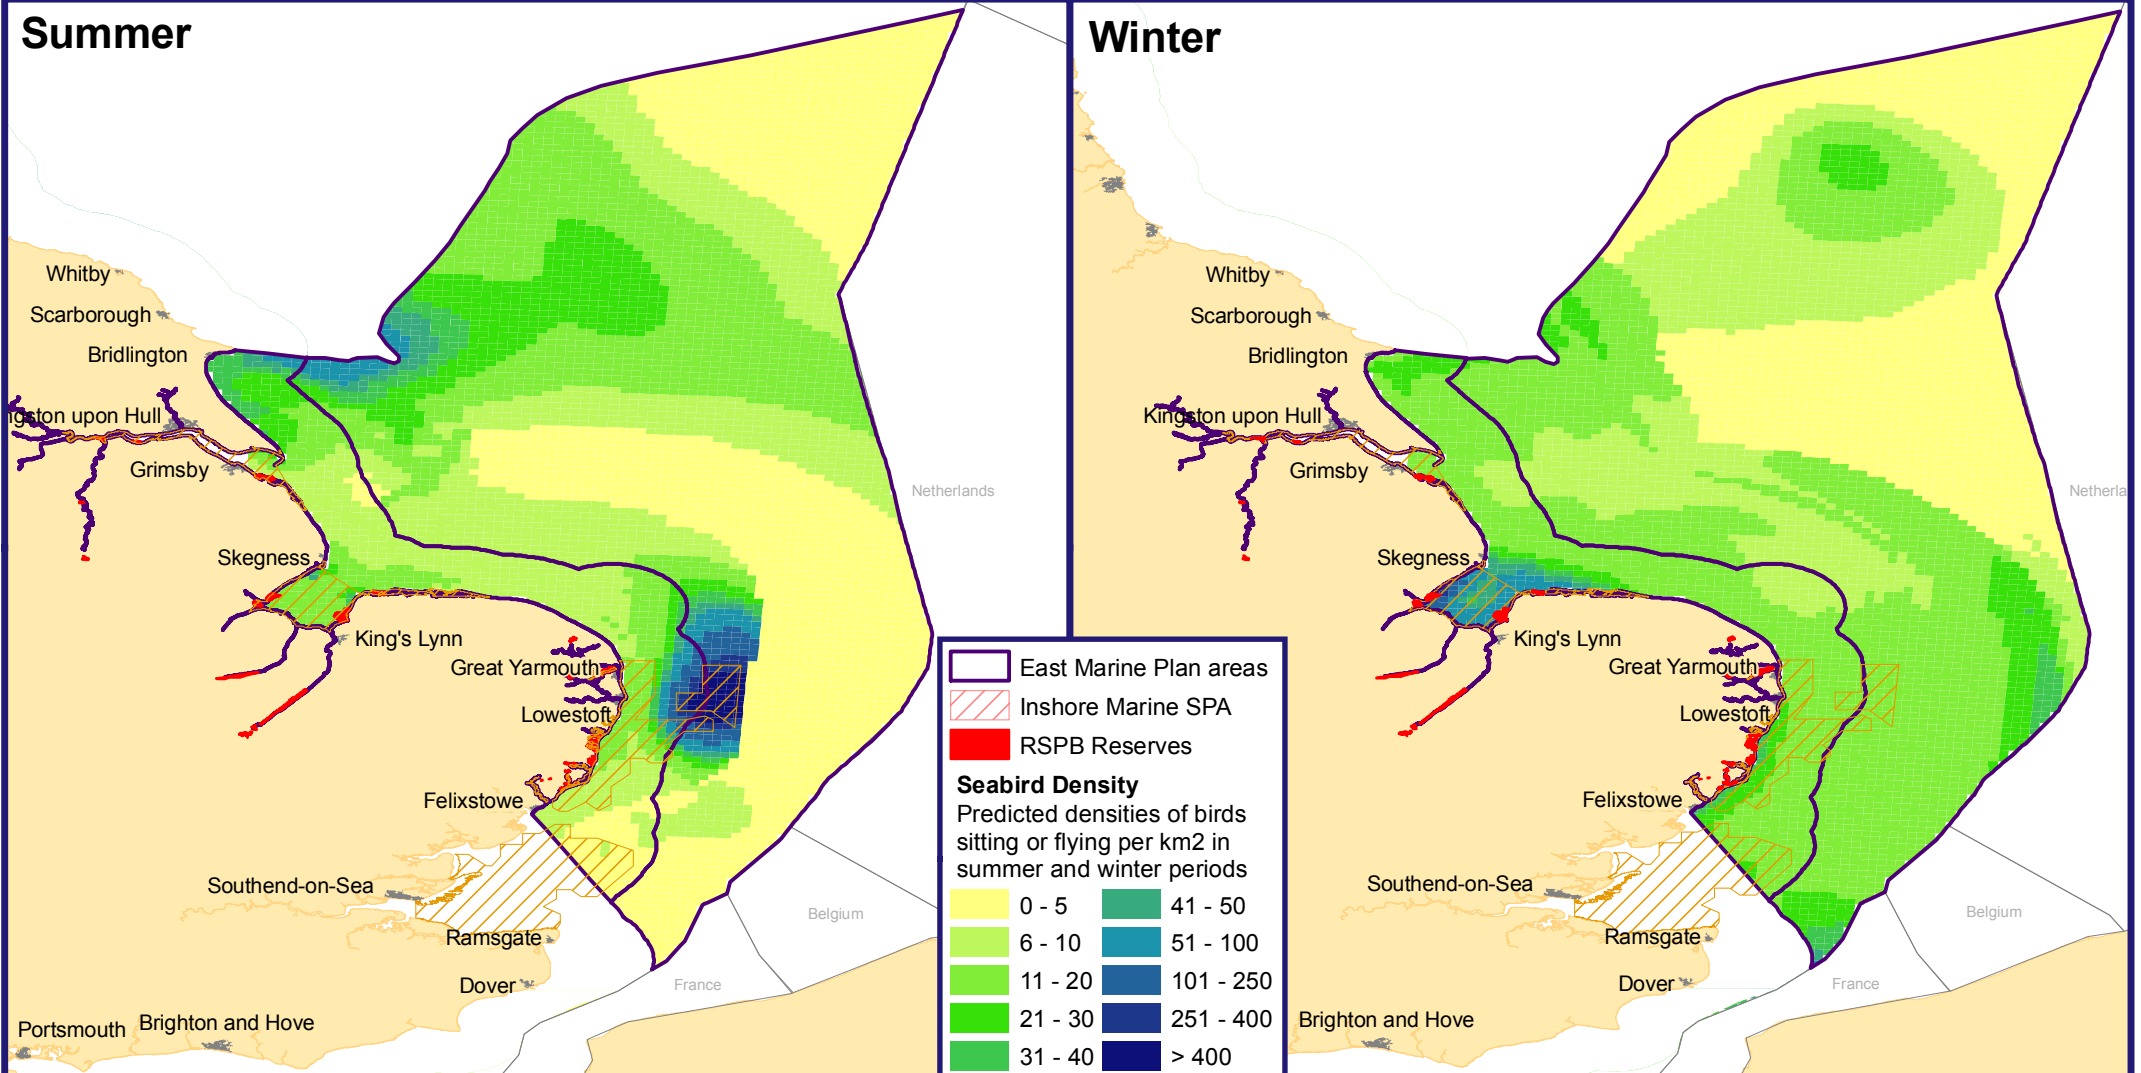 Summer
Whitby
Scarborough
Bridlington
ngston upon Hull
Grimsby
Netherlands
Skegness
King's Lynn
Great Yarmouth
Lowestoft
Felixstowe
Southend-on-Sea
Belgium
Ramsgate
Dover
France
Portsmouth
Brighton and Hove
Winter
Whitby
Scarborough
Bridlington
Kingston upon Hull
Grimsby
Netherla
Skegness
King's Lynn
Great Yarmouth
Lowestoft
Felixstowe
Southend-on-Sea
Belgium
Ramsgate
Dover
France
Brighton and Hove
East Marine Plan areas
Inshore Marine SPA
RSPB Reserves
Seabird Density
Predicted densities of birds
sitting or flying per km2 in
summer and winter periods
0 - 5
6 - 10
11 - 20
21 - 30
31 - 40
41 - 50
51 - 100
101 - 250
251 - 400
> 400